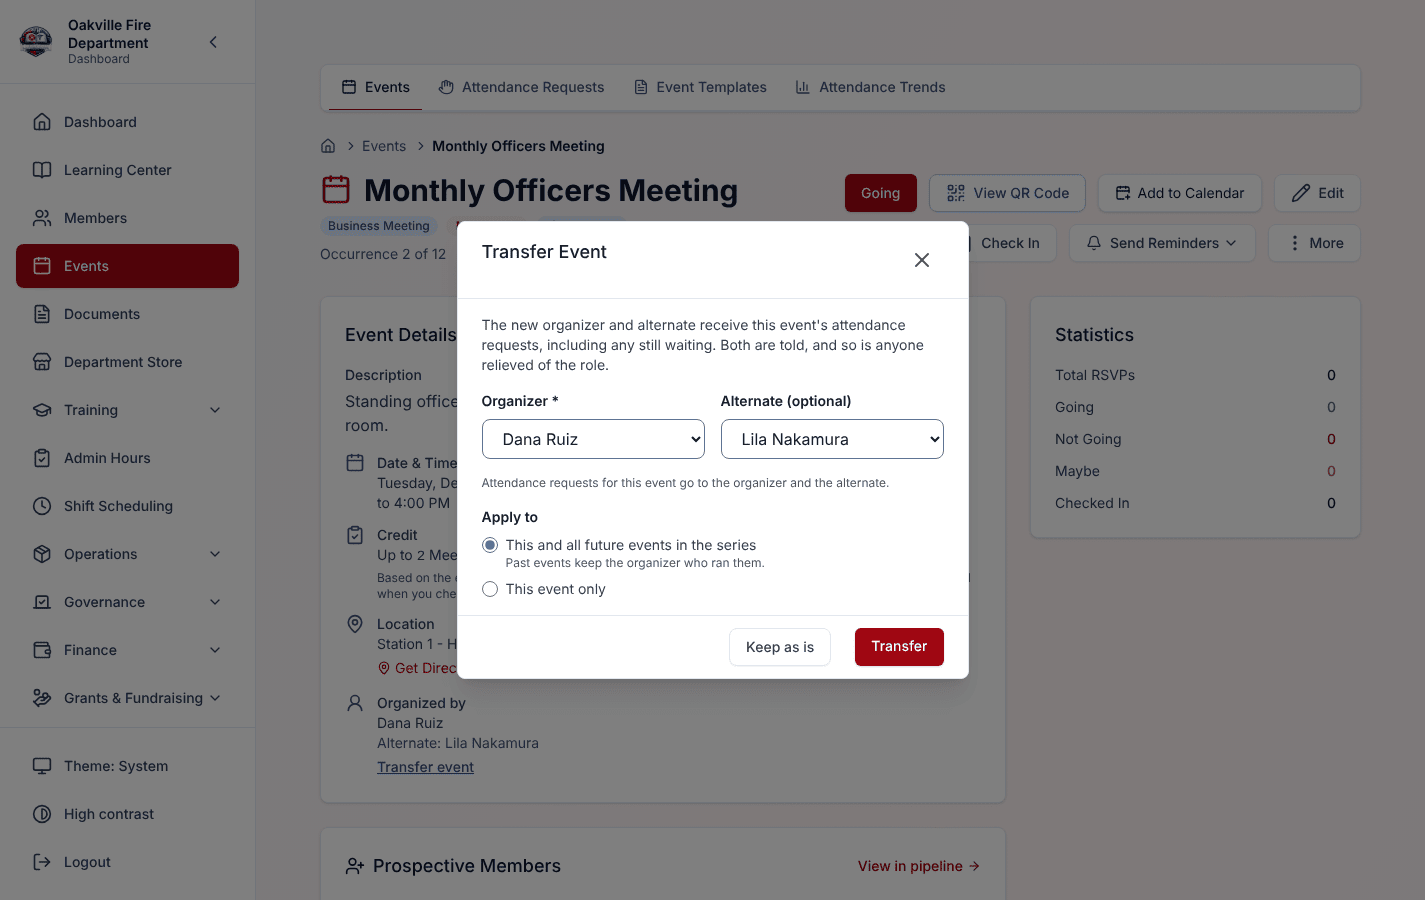 Oakville Fire
Department
Dashboard
Dashboard
Learning Center
Members
Events
Documents
Department Store
Training
Admin Hours
Shift Scheduling
Operations
Governance
Finance
Grants & Fundraising
Theme: System
High contrast
Logout
Events
Attendance Requests
Event Templates
Attendance Trends
Events
Monthly Officers Meeting
Monthly Officers Meeting
Going
View QR Code
Add to Calendar
Edit
Business Meeting
Occurrence 2 of 12
Check In
Send Reminders
More
Event Details
Description
Standing office
room.
Date & Time
Tuesday, De
to 4:00 PM
Credit
Up to 2 Mee
Based on the
when you che
Location
Station 1 - H
Get Direc
Organized by
Dana Ruiz
Alternate: Lila Nakamura
Transfer event
Prospective Members
View in pipeline
Statistics
Total RSVPs 0
Going 0
Not Going 0
Maybe 0
Checked In 0
Transfer Event
The new organizer and alternate receive this event's attendance
requests, including any still waiting. Both are told, and so is anyone
relieved of the role.
Organizer *
Alternate (optional)
Dana Ruiz
Lila Nakamura
Attendance requests for this event go to the organizer and the alternate.
Apply to
This and all future events in the series
Past events keep the organizer who ran them.
This event only
Keep as is
Transfer